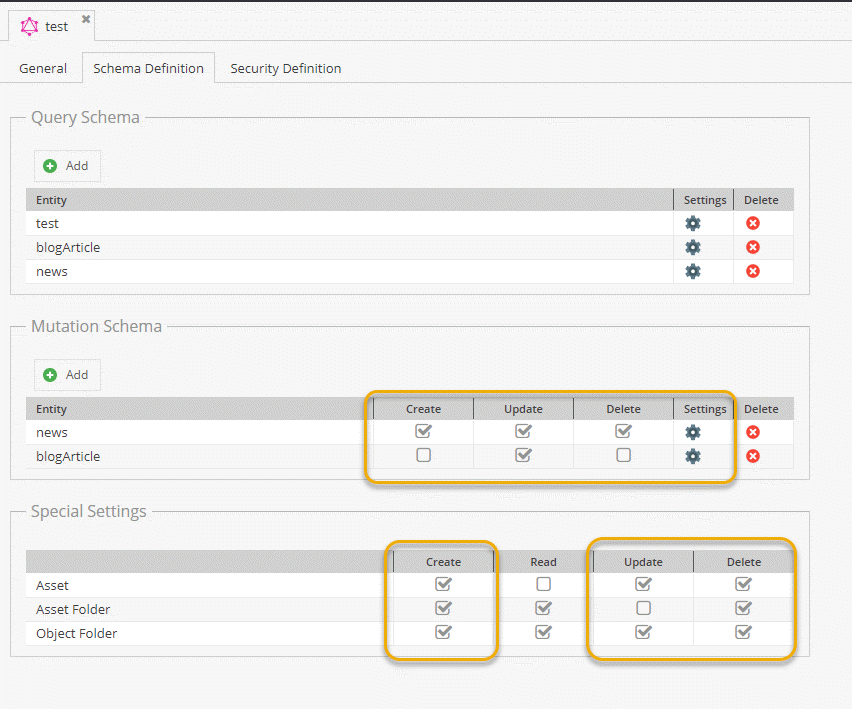 test
General Schema Definition Security Definition
Query Schema
Add
Entity Settings Delete
test
blogArticle
news
Mutation Schema
Add
Entity Create Update Delete Settings Delete
news
blogArticle
Special Settings
Create Read Update Delete
Asset
Asset Folder
Object Folder